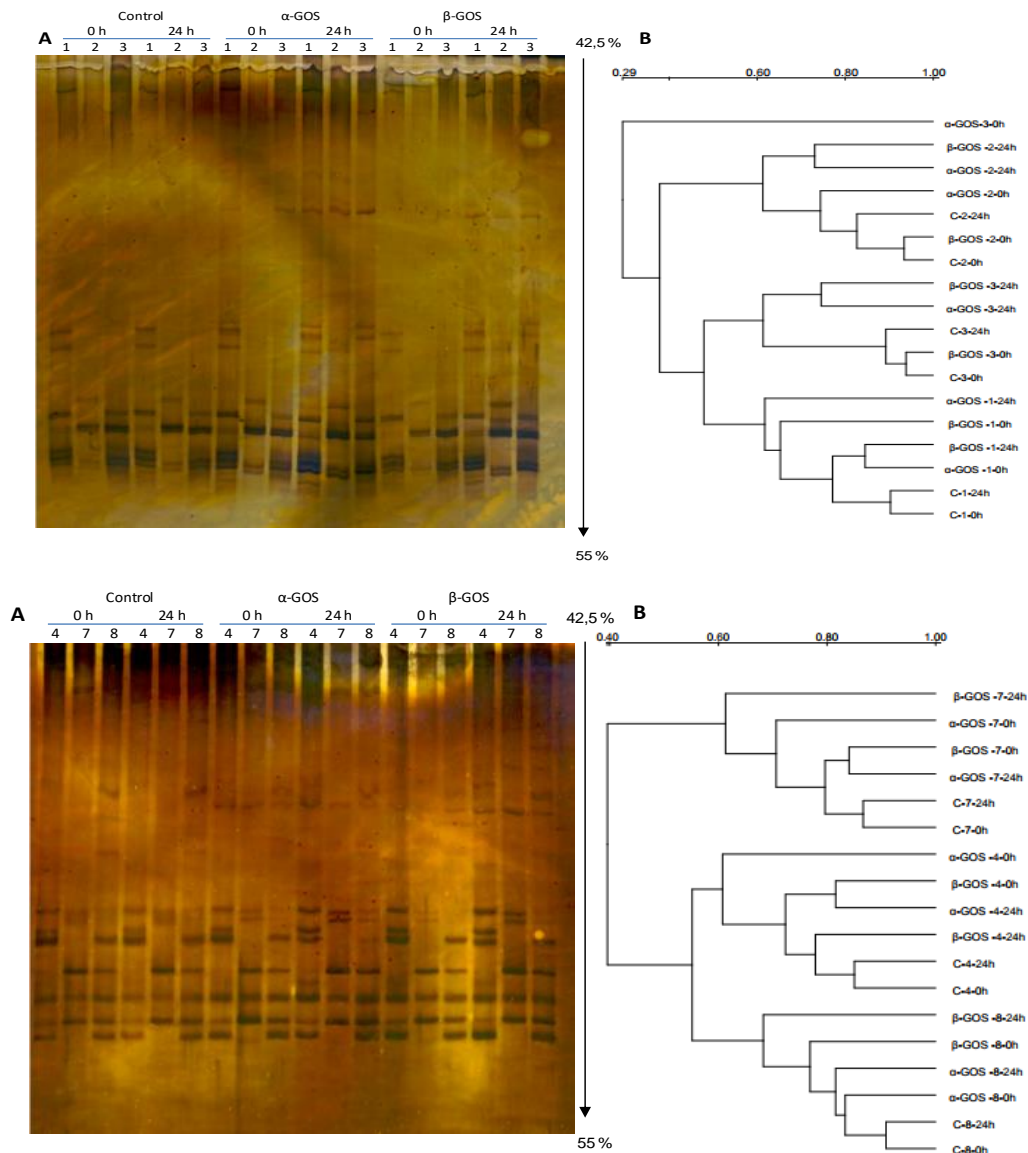 Control α-GOS β-GOS
A 0 h 24 h 0 h 24 h 0 h 24 h 42,5 % B
1 2 3 1 2 3 1 2 3 1 2 3 1 2 3 1 2 3
0.29 0.60 0.80 1.00
α-GOS-3-0h
β-GOS -2-24h
α-GOS -2-24h
α-GOS -2-0h
C-2-24h
β-GOS -2-0h
C-2-0h
β-GOS -3-24h
α-GOS -3-24h
C-3-24h
β-GOS -3-0h
C-3-0h
α-GOS -1-24h
β-GOS -1-0h
β-GOS -1-24h
α-GOS -1-0h
C-1-24h
C-1-0h
55 %
Control α-GOS β-GOS
A 0 h 24 h 0 h 24 h 0 h 24 h 42,5 % B
4 7 8 4 7 8 4 7 8 4 7 8 4 7 8 4 7 8
0.40 0.60 0.80 1.00
β-GOS -7-24h
α-GOS -7-0h
β-GOS -7-0h
α-GOS -7-24h
C-7-24h
C-7-0h
α-GOS -4-0h
β-GOS -4-0h
α-GOS -4-24h
β-GOS -4-24h
C-4-24h
C-4-0h
β-GOS -8-24h
β-GOS -8-0h
α-GOS -8-24h
α-GOS -8-0h
C-8-24h
C-8-0h
55 %